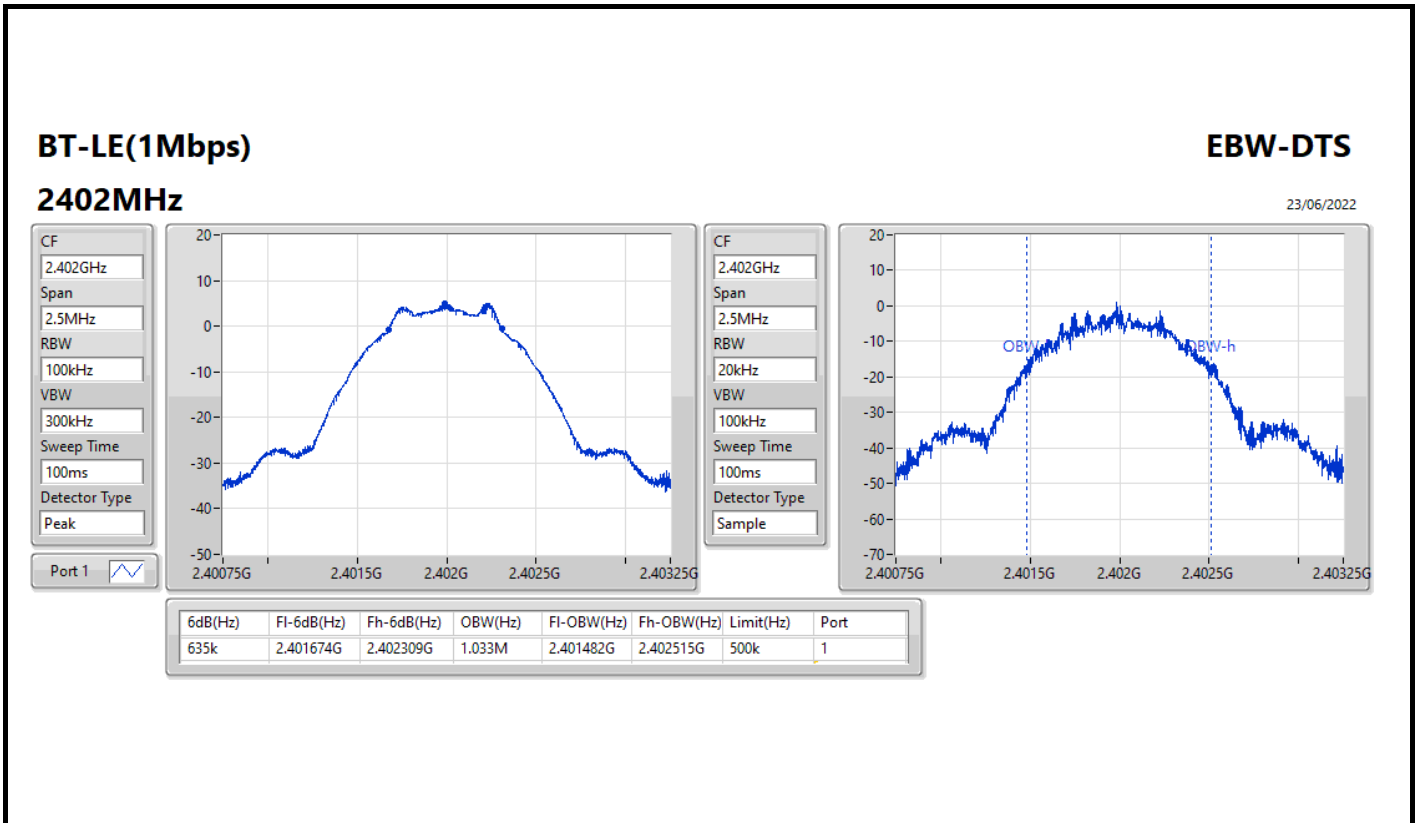 BT-LE(1Mbps)
EBW-DTS
2402MHz
23/06/2022
CF
2.402GHz
Span
2.5MHz
RBW
100kHz
VBW
300kHz
Sweep Time
100ms
Detector Type
Peak
Port 1
20
10
0
-10
-20
-30
-40
-50
2.40075G 2.4015G 2.402G 2.4025G 2.40325G
CF
2.402GHz
Span
2.5MHz
RBW
20kHz
VBW
100kHz
Sweep Time
100ms
Detector Type
Sample
20
10
0
-10
-20
-30
-40
-50
-60
-70
OBW
OBW-h
2.40075G 2.4015G 2.402G 2.4025G 2.40325G
6dB(Hz) Fl-6dB(Hz) Fh-6dB(Hz) OBW(Hz) Fl-OBW(Hz) Fh-OBW(Hz) Limit(Hz) Port
635k 2.401674G 2.402309G 1.033M 2.401482G 2.402515G 500k 1